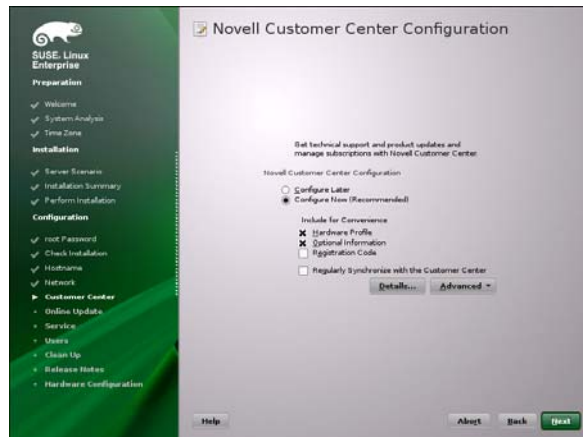 SUSE. Linux
Enterprise
Preparation
Welcome
System Analysis
Time Zone
Installation
Server Scenario
Installation Summary
Perform Installation
Configuration
root Password
Check Installation
Hostname
Network
Customer Center
Online Update
Service
Users
Clean Up
Release Notes
Hardware Configuration
Novell Customer Center Configuration
Get technical support and product updates and
manage subscriptions with Novell Customer Center
Novell Customer Center Configuration
Configure Later
Configure Now (Recommended)
Include for Convenience
Hardware Profile
Optional Information
Registration Code
Regularly Synchronize with the Customer Center
Details...
Advanced
Help
Abort
Back
Next